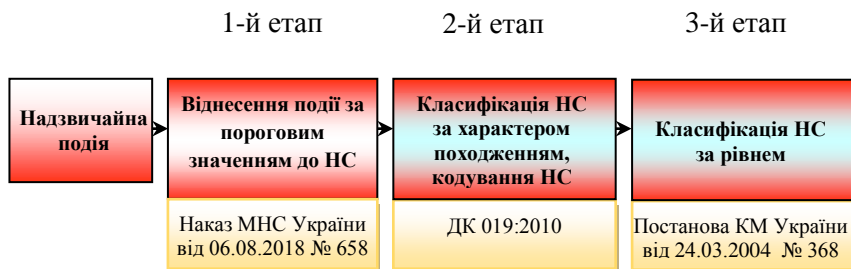 1-й етап
2-й етап
3-й етап
Надзвичайна
подія
Віднесення події за
пороговим
значенням до НС
Класифікація НС
за характером
походженням,
кодування НС
Класифікація НС
за рівнем
Наказ МНС України
від 06.08.2018 № 658
ДК 019:2010
Постанова КМ України
від 24.03.2004 № 368